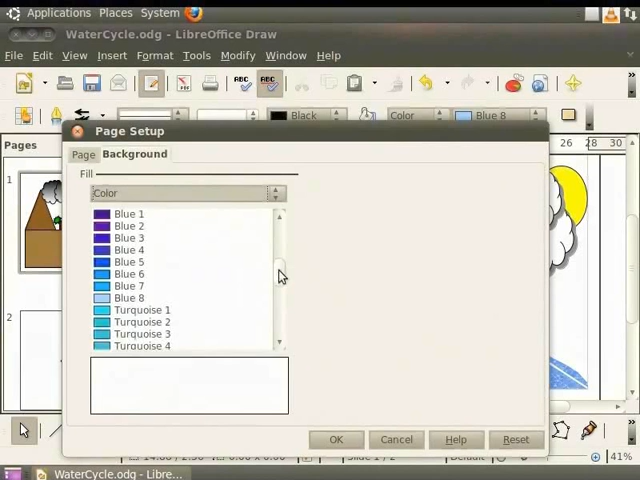 Applications Places System
WaterCycle.odg - LibreOffice Draw
File Edit View Insert Format Tools Modify Window Help
ABC ABC
Black Color Blue 8
Pages
Page Setup
26 28 30
Page Background
1
Fill
Color
Blue 1
Blue 2
Blue 3
Blue 4
Blue 5
Blue 6
Blue 7
Blue 8
Turquoise 1
2
Turquoise 2
Turquoise 3
Turquoise 4
OK Cancel Help Reset
Slide 1 / 2 Default 41%
WaterCycle.odg - Libre...